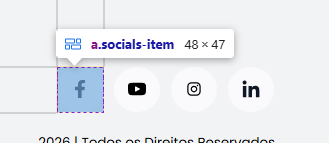 a.socials-item 48 × 47
2026 | Todos os Direitos Reservados